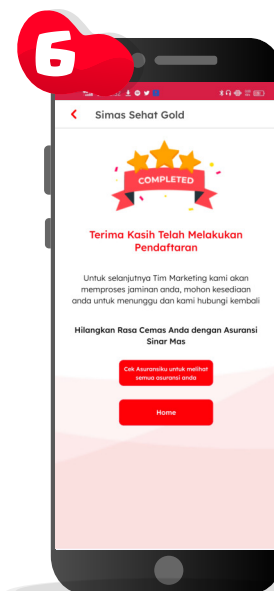 6
Simas Sehat Gold
COMPLETED
Terima Kasih Telah Melakukan
Pendaftaran
Untuk selanjutnya Tim Marketing kami akan
memproses jaminan anda, mohon kesediaan
anda untuk menunggu dan kami hubungi kembali
Hilangkan Rasa Cemas Anda dengan Asuransi
Sinar Mas
Cek Asuransiku untuk melihat
semua asuransi anda
Home